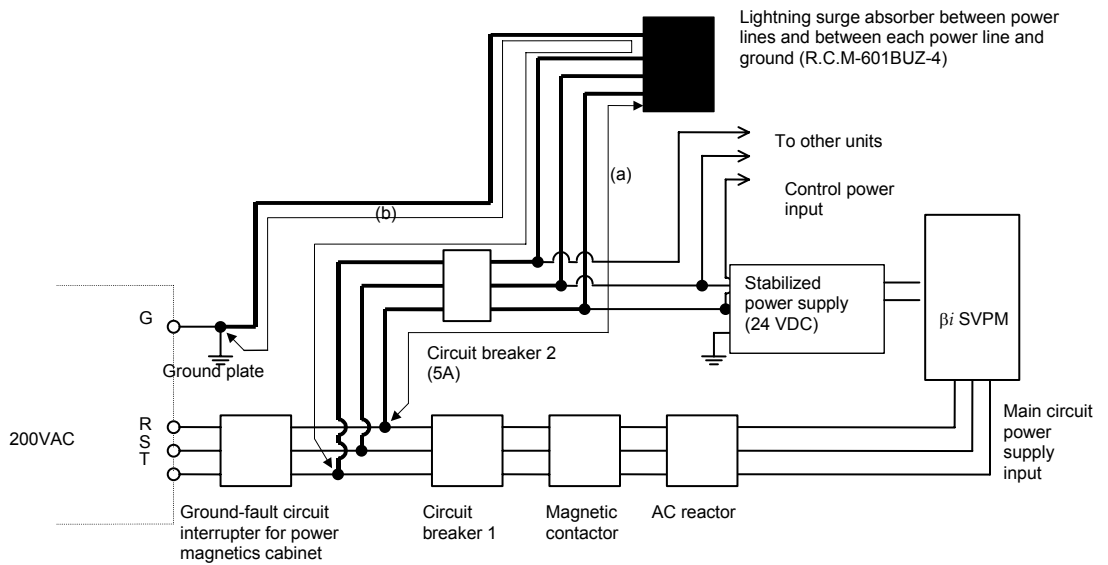 Lightning surge absorber between power
lines and between each power line and
ground (R.C.M-601BUZ-4)
To other units
(a)
Control power
input
(b)
Stabilized
power supply
(24 VDC)
βi SVPM
G
Ground plate
Circuit breaker 2
(5A)
200VAC
R
S
T
Main circuit
power
supply
input
Ground-fault circuit
interrupter for power
magnetics cabinet
Circuit
breaker 1
Magnetic
contactor
AC reactor